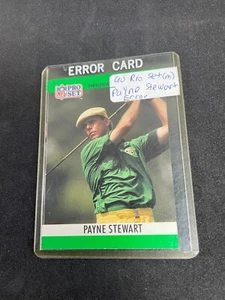 ERROR CARD
90 Pro Set (m)
Payne Stewart
Error
PRO
SET
PAYNE STEWART